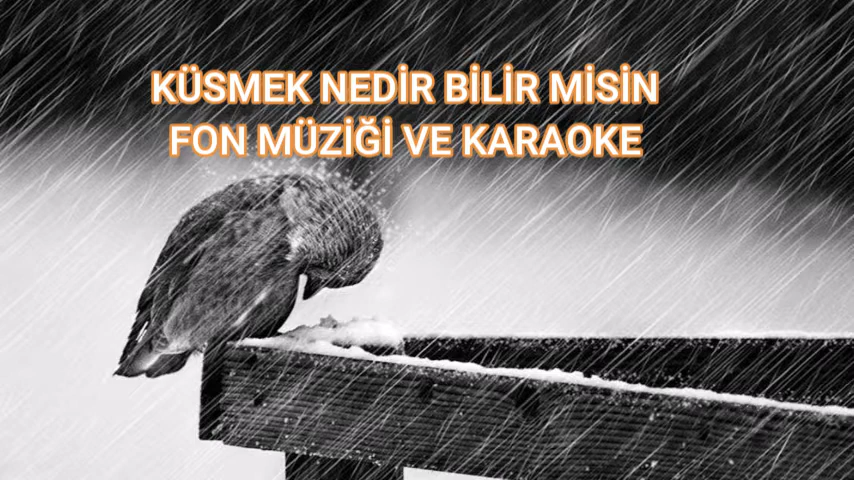 KÜSMEK NEDİR BİLİR MİSİN
FON MÜZİĞİ VE KARAOKE